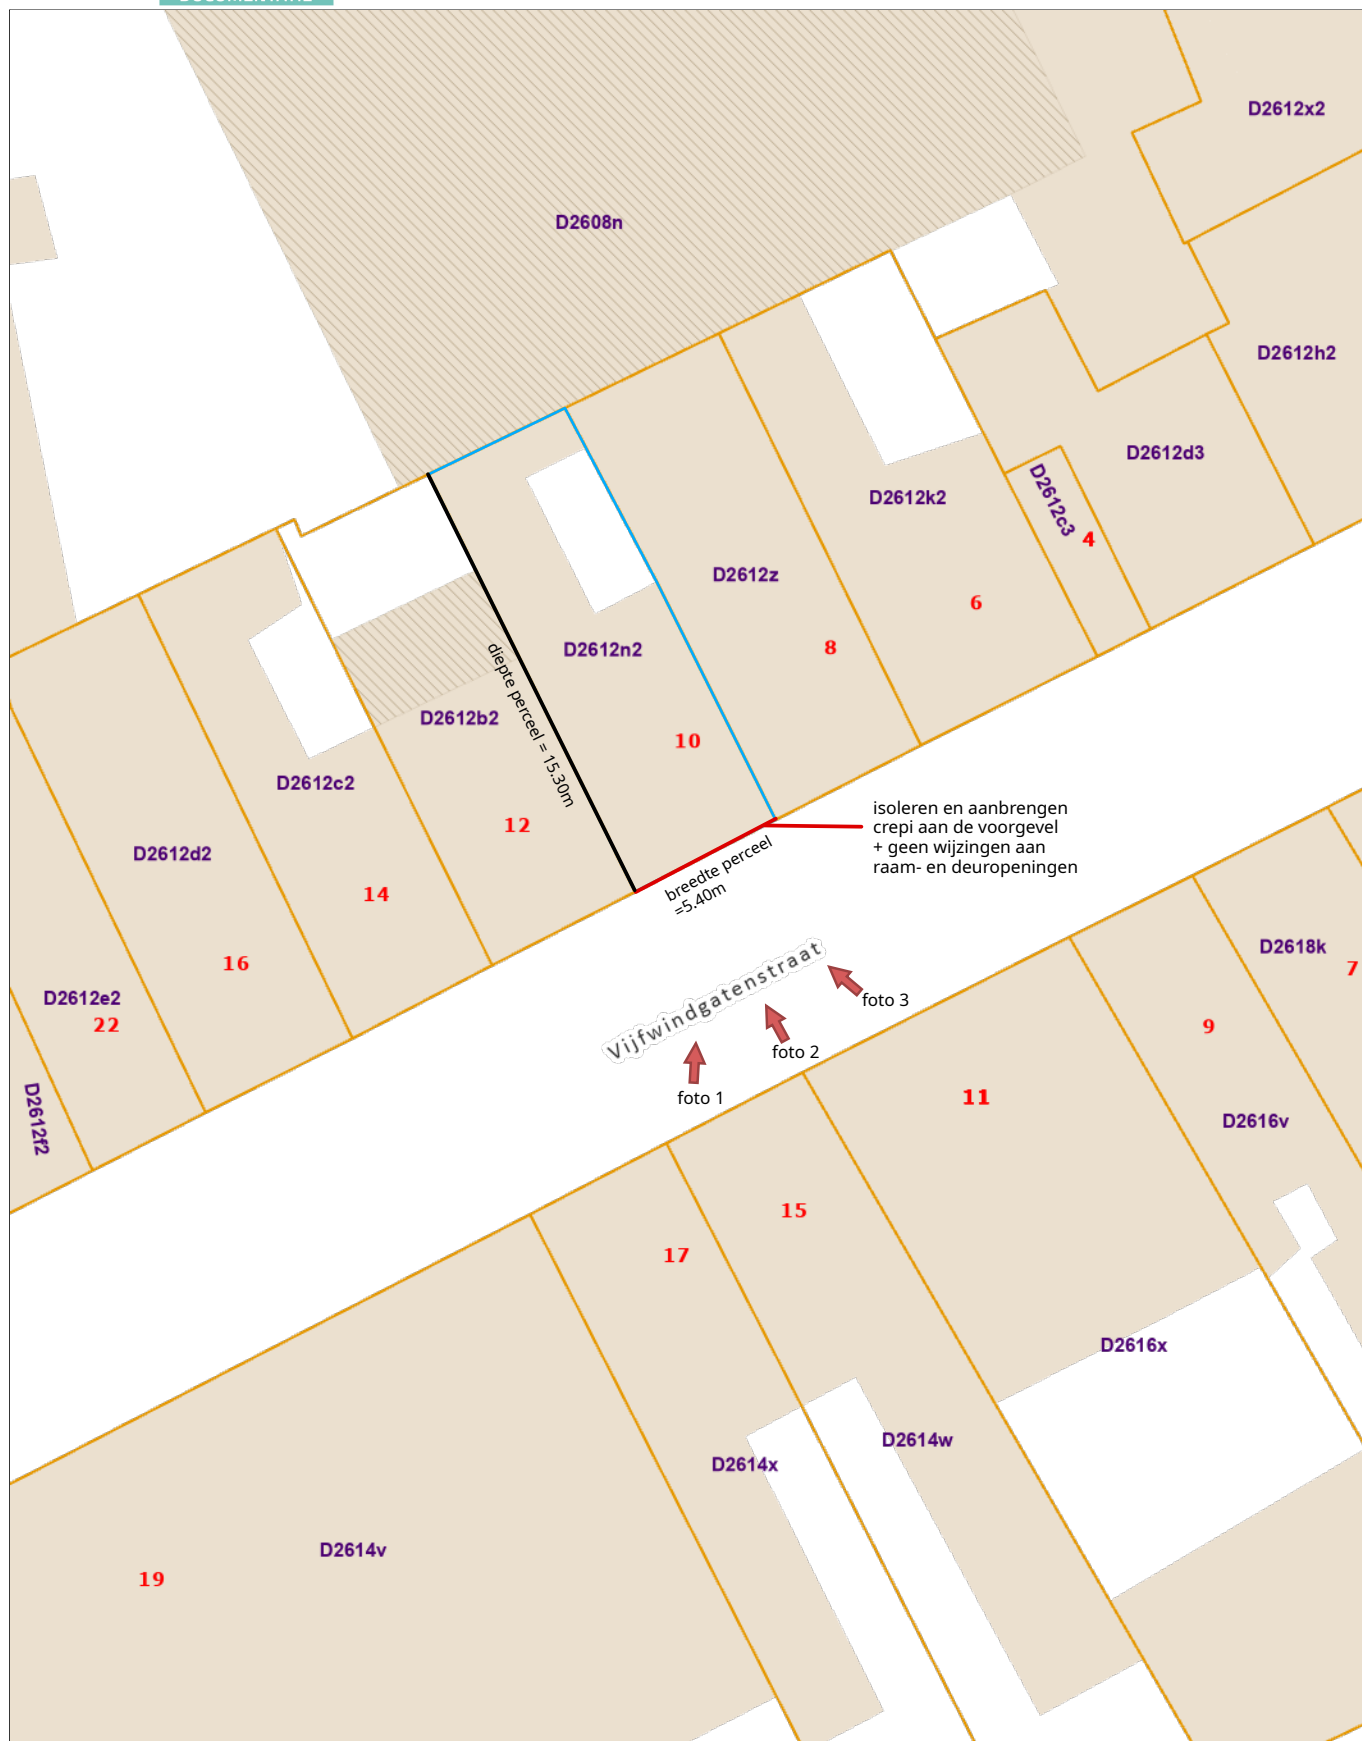 D2612x2
D2608n
D2612h2
D2612d3
D2612k2
D2612c3
4
D2612z
6
8
D2612n2
diepte perceel = 15.30m
D2612b2
10
D2612c2
12
isoleren en aanbrengen
crepi aan de voorgevel
+ geen wijzingen aan
raam- en deuropeningen
breedte perceel
=5.40m
D2612d2
14
16
D2612e2
22
D2612f2
Vijfwindgatenstraat
foto 3
foto 2
foto 1
D2618k
7
9
11
D2616v
15
17
D2616x
D2614w
D2614x
D2614v
19